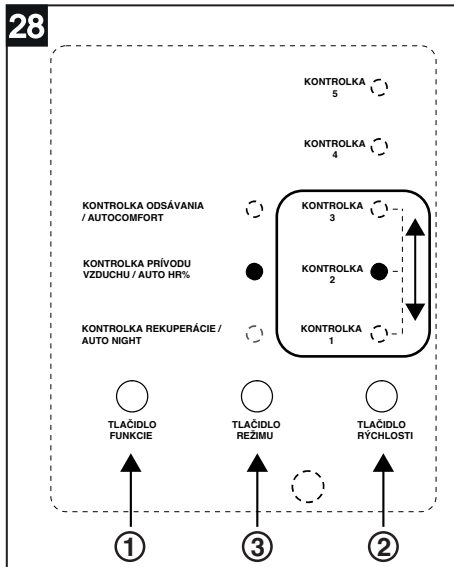 28
KONTROLKA
5
KONTROLKA
4
KONTROLKA ODSÁVANIA
/ AUTOCOMFORT
KONTROLKA
3
KONTROLKA PRÍVODU
VZDUCHU / AUTO HR%
KONTROLKA
2
KONTROLKA REKUPERÁCIE /
AUTO NIGHT
KONTROLKA
1
TLAČIDLO
FUNKCIE
TLAČIDLO
REŽIMU
TLAČIDLO
RÝCHLOSTI
1
3
2